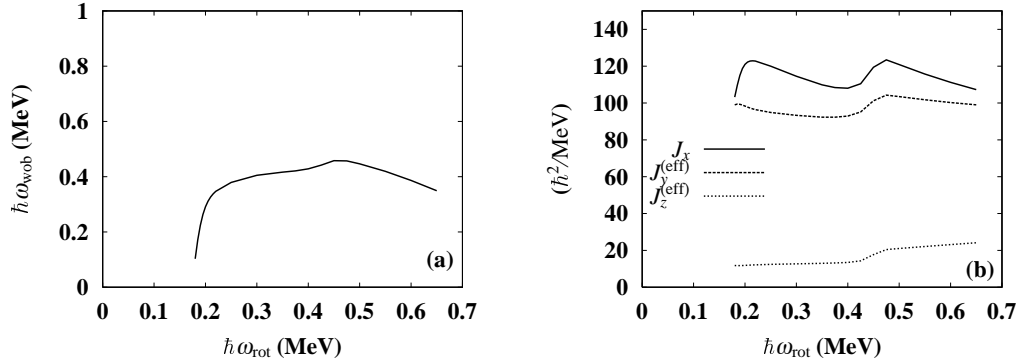 1
0.8
0.6
0.4
0.2
0
ħω_wob (MeV)
(a)
0 0.1 0.2 0.3 0.4 0.5 0.6 0.7
ħω_rot (MeV)
140
120
100
80
60
40
20
0
(ħ²/MeV)
J_x
J_y^(eff)
J_z^(eff)
(b)
0 0.1 0.2 0.3 0.4 0.5 0.6 0.7
ħω_rot (MeV)